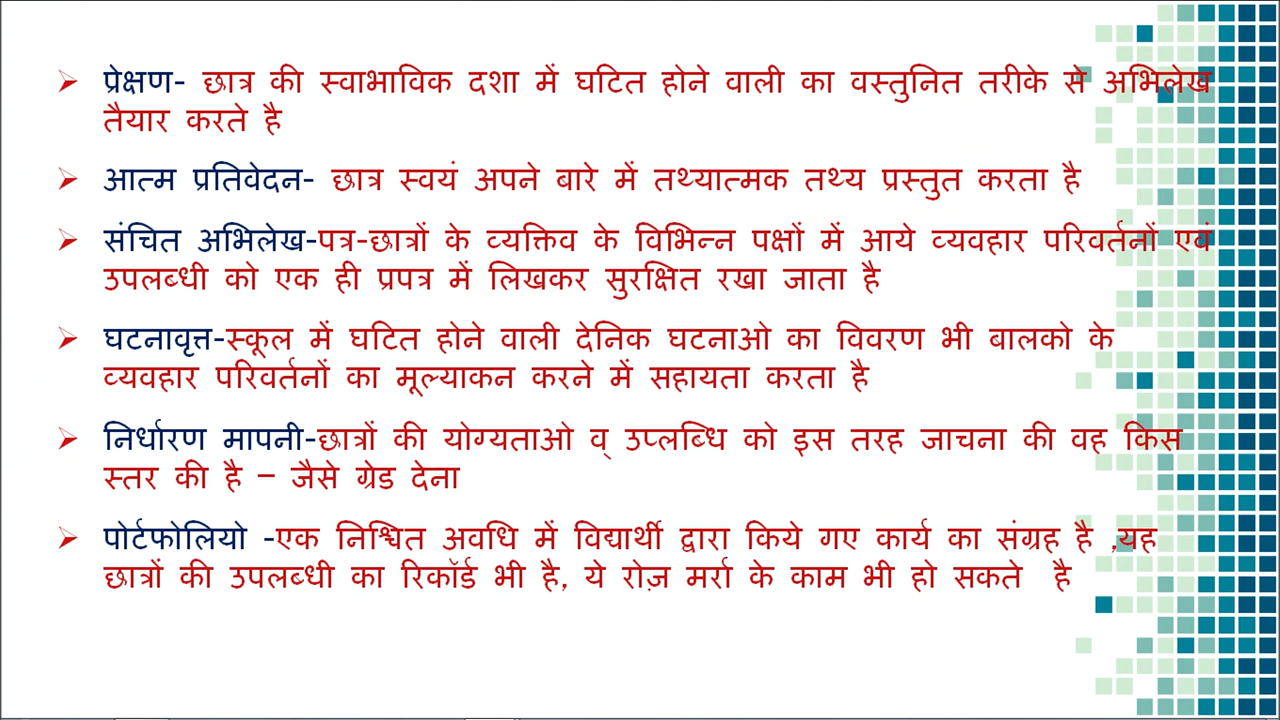 प्रेक्षण- छात्र की स्वाभाविक दशा में घटित होने वाली का वस्तुनित तरीके से अभिलेख
तैयार करते है
आत्म प्रतिवेदन- छात्र स्वयं अपने बारे में तथ्यात्मक तथ्य प्रस्तुत करता है
संचित अभिलेख-पत्र-छात्रों के व्यक्तिव के विभिन्न पक्षों में आये व्यवहार परिवर्तनों एवं
उपलब्धी को एक ही प्रपत्र में लिखकर सुरक्षित रखा जाता है
घटनावृत्त-स्कूल में घटित होने वाली देनिक घटनाओ का विवरण भी बालको के
व्यवहार परिवर्तनों का मूल्याकन करने में सहायता करता है
निर्धारण मापनी-छात्रों की योग्यताओ व् उप्लब्धि को इस तरह जाचना की वह किस
स्तर की है – जैसे ग्रेड देना
पोर्टफोलियो -एक निश्चित अवधि में विद्यार्थी द्वारा किये गए कार्य का संग्रह है ,यह
छात्रों की उपलब्धी का रिकॉर्ड भी है, ये रोज़ मर्रा के काम भी हो सकते है